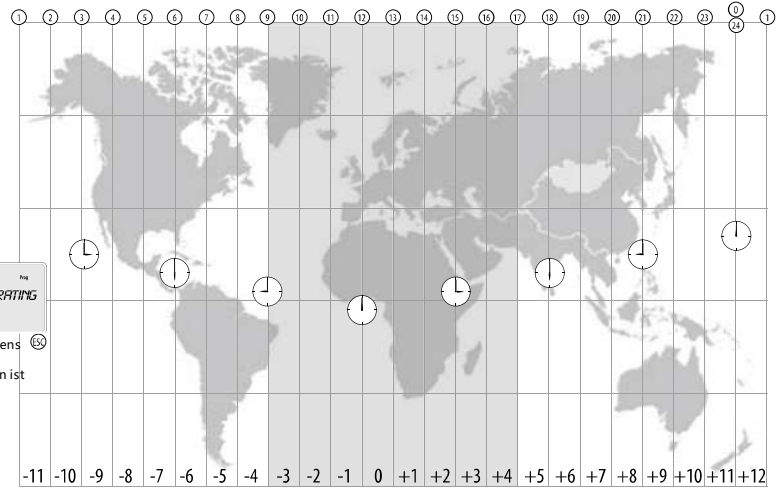 1 2 3 4 5 6 7 8 9 10 11 12 13 14 15 16 17 18 19 20 21 22 23 0 1
24
Prog
RATING
ens ESC
n ist
-11 -10 -9 -8 -7 -6 -5 -4 -3 -2 -1 0 +1 +2 +3 +4 +5 +6 +7 +8 +9 +10 +11 +12